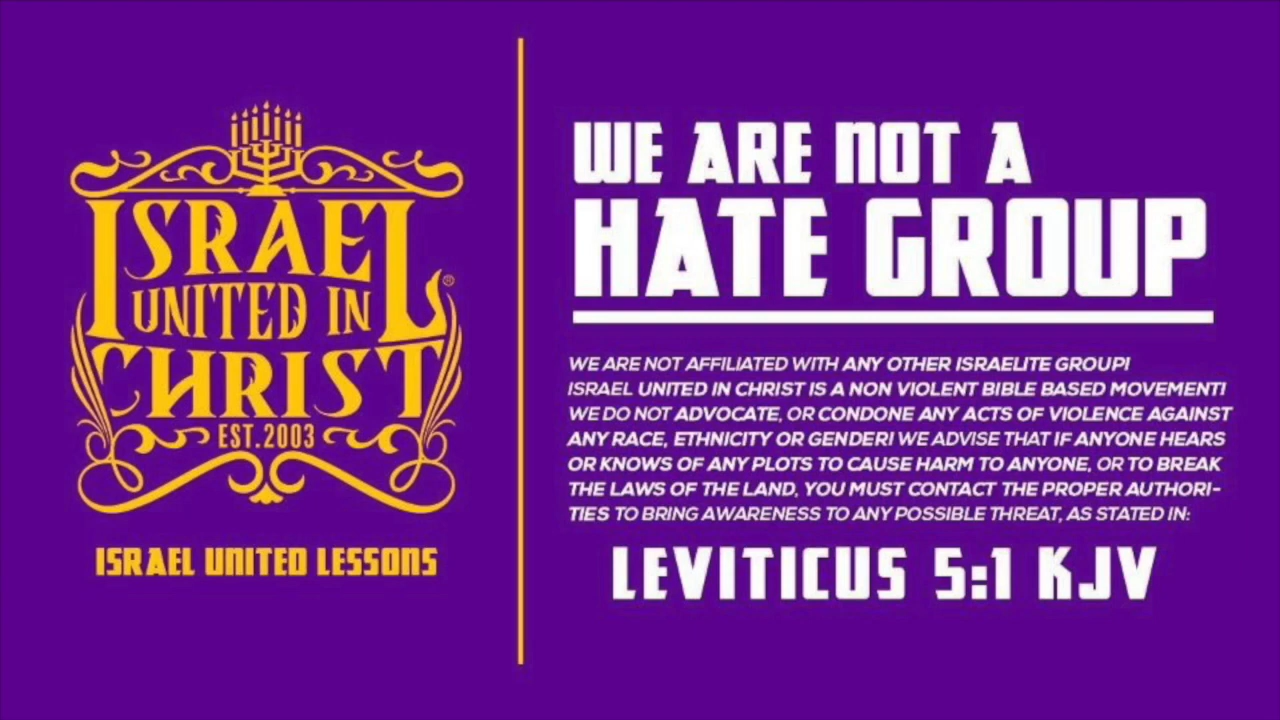 ISRAEL
UNITED IN
CHRIST
EST.2003
ISRAEL UNITED LESSONS
WE ARE NOT A
HATE GROUP
WE ARE NOT AFFILIATED WITH ANY OTHER ISRAELITE GROUP!
ISRAEL UNITED IN CHRIST IS A NON VIOLENT BIBLE BASED MOVEMENT!
WE DO NOT ADVOCATE, OR CONDONE ANY ACTS OF VIOLENCE AGAINST
ANY RACE, ETHNICITY OR GENDER! WE ADVISE THAT IF ANYONE HEARS
OR KNOWS OF ANY PLOTS TO CAUSE HARM TO ANYONE, OR TO BREAK
THE LAWS OF THE LAND, YOU MUST CONTACT THE PROPER AUTHORI-
TIES TO BRING AWARENESS TO ANY POSSIBLE THREAT, AS STATED IN:
LEVITICUS 5:1 KJV